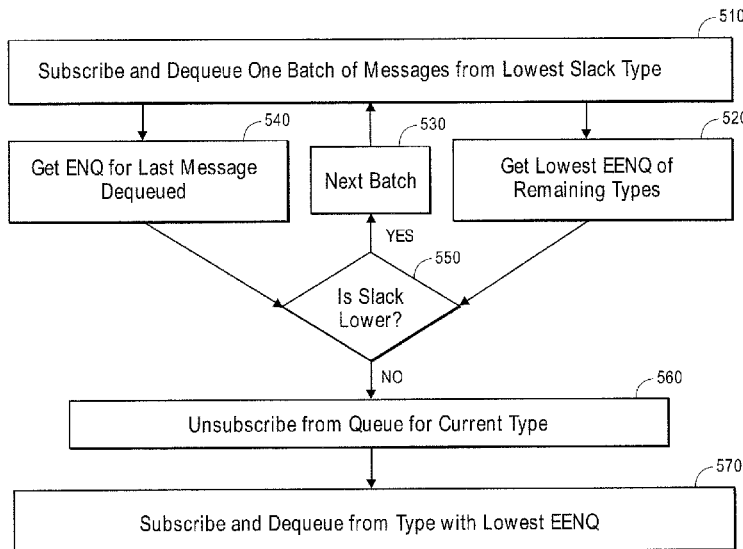 510
Subscribe and Dequeue One Batch of Messages from Lowest Slack Type
540
530
520
Get ENQ for Last Message
Dequeued
Next Batch
Get Lowest EENQ of
Remaining Types
YES
550
Is Slack
Lower?
NO
560
Unsubscribe from Queue for Current Type
570
Subscribe and Dequeue from Type with Lowest EENQ